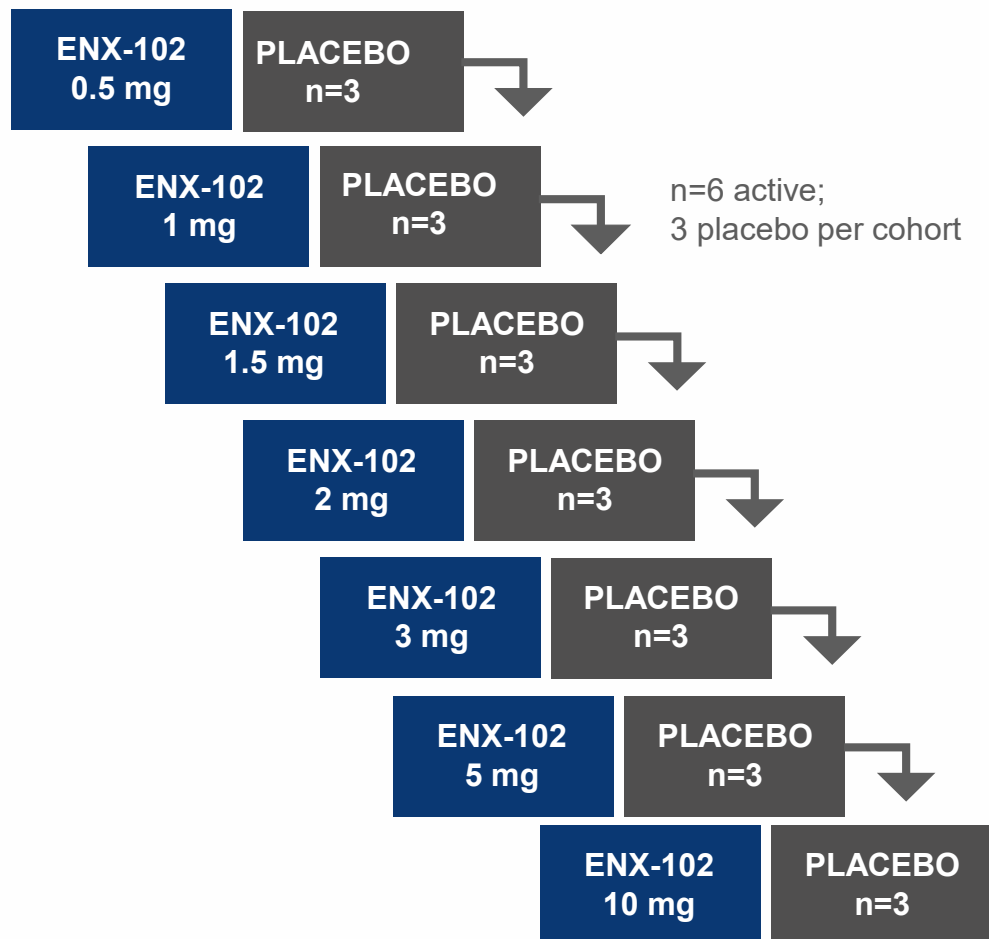 ENX-102
0.5 mg
PLACEBO
n=3
ENX-102
1 mg
PLACEBO
n=3
n=6 active;
3 placebo per cohort
ENX-102
1.5 mg
PLACEBO
n=3
ENX-102
2 mg
PLACEBO
n=3
ENX-102
3 mg
PLACEBO
n=3
ENX-102
5 mg
PLACEBO
n=3
ENX-102
10 mg
PLACEBO
n=3